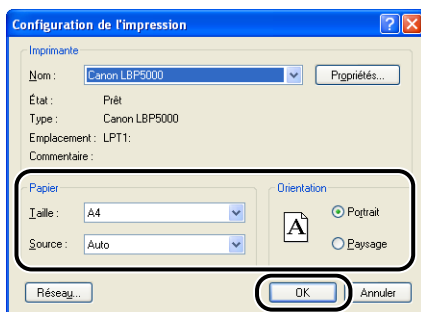 Configuration de l'impression
Imprimante
Nom : Canon LBP5000 Propriétés...
État : Prêt
Type : Canon LBP5000
Emplacement : LPT1:
Commentaire :
Papier
Taille : A4
Source : Auto
Orientation
A
Portrait
Paysage
Réseau... OK Annuler